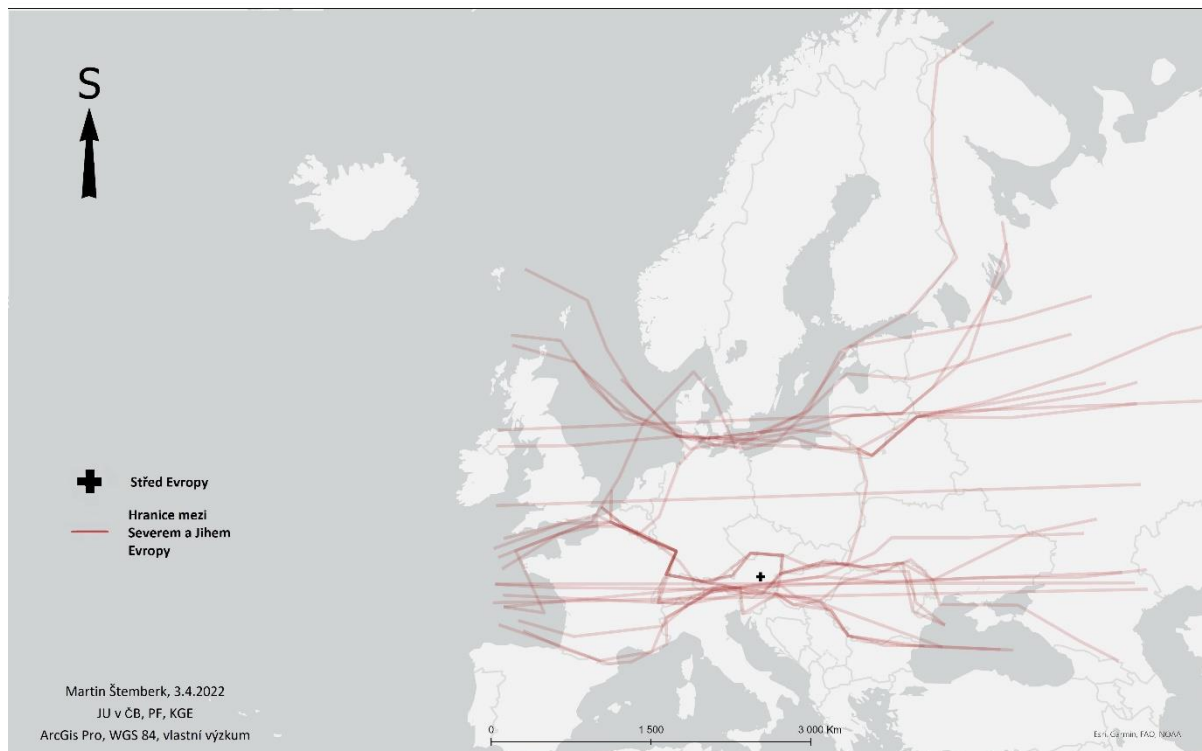 S
Střed Evropy
Hranice mezi
Severem a Jihem
Evropy
Martin Štemberk, 3.4.2022
JU v ČB, PF, KGE
ArcGis Pro, WGS 84, vlastní výzkum
0 1 500 3 000 Km
Esri, Garmin, FAO, NOAA